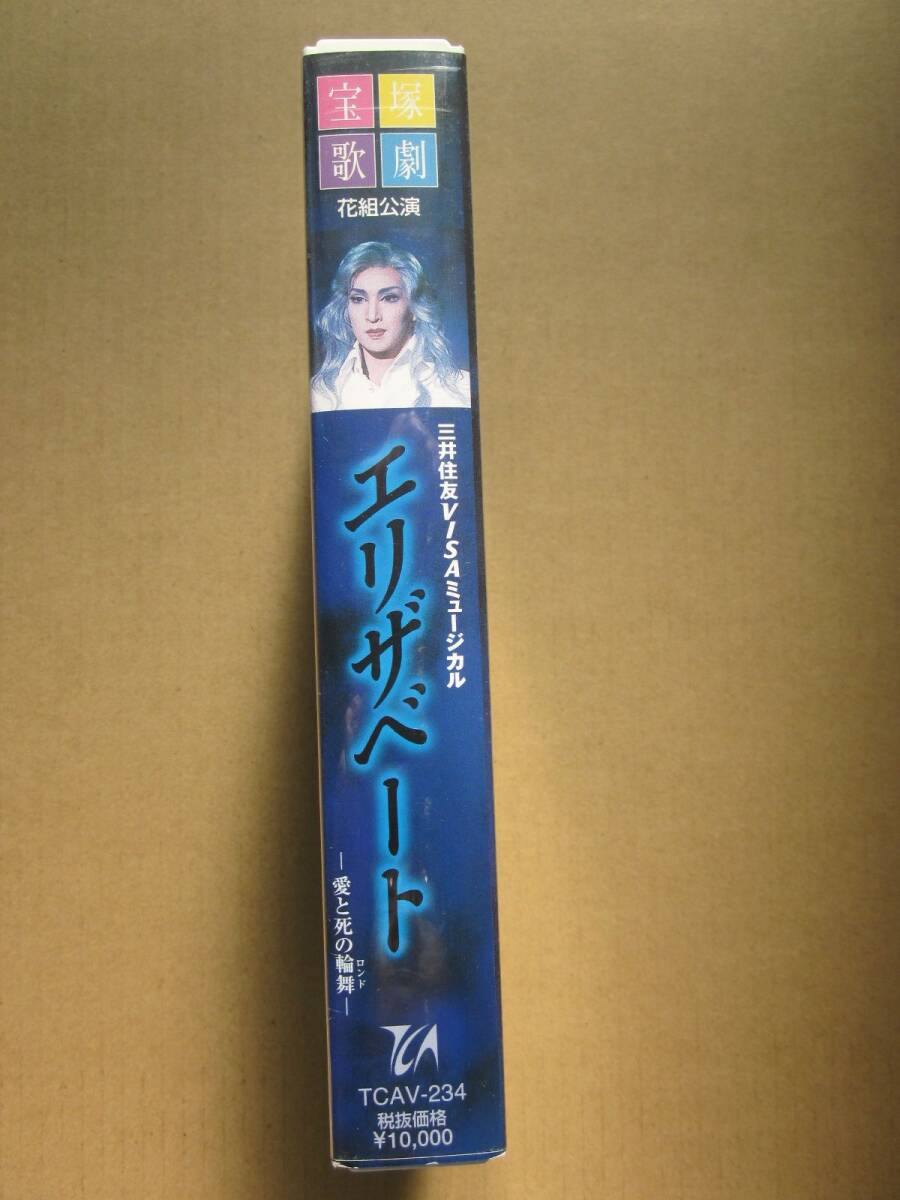 宝塚
歌劇
花組公演
三井住友VISAミュージカル
エリザベート
―愛と死の輪舞―
ロンド
TCA
TCAV-234
税抜価格
¥10,000